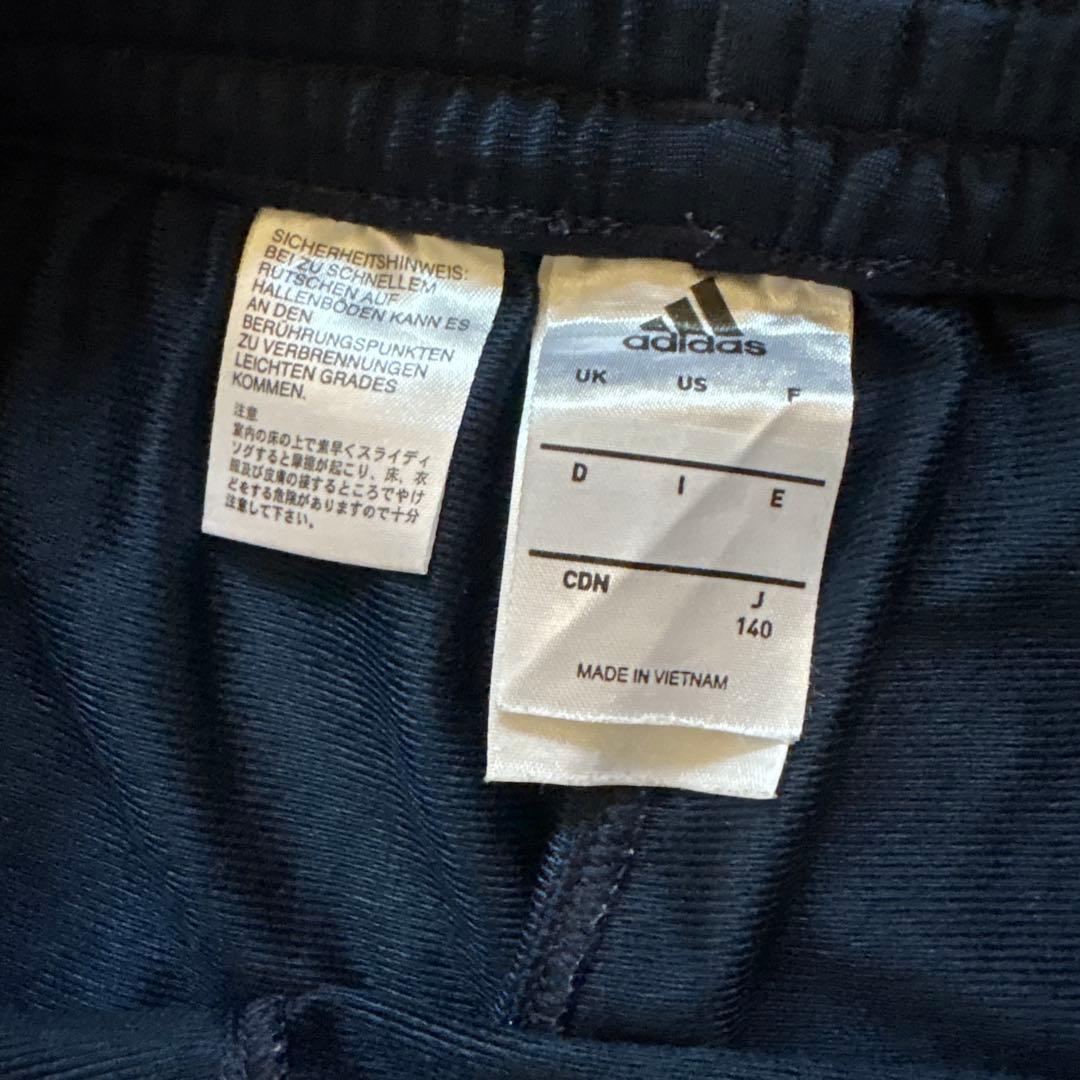 SICHERHEITSHINWEIS:
BEI ZU SCHNELLEM
RUTSCHEN AUF
HALLENBÖDEN KANN ES
AN DEN
BERÜHRUNGSPUNKTEN
ZU VERBRENNUNGEN
LEICHTEN GRADES
KOMMEN.
注意
室内の床の上で素早くスライディ
ングすると摩擦が起こり、床、衣
服及び皮膚の接するところでやけ
どをする危険がありますので十分
注意して下さい。
adidas
UK US F
D I E
CDN J
140
MADE IN VIETNAM